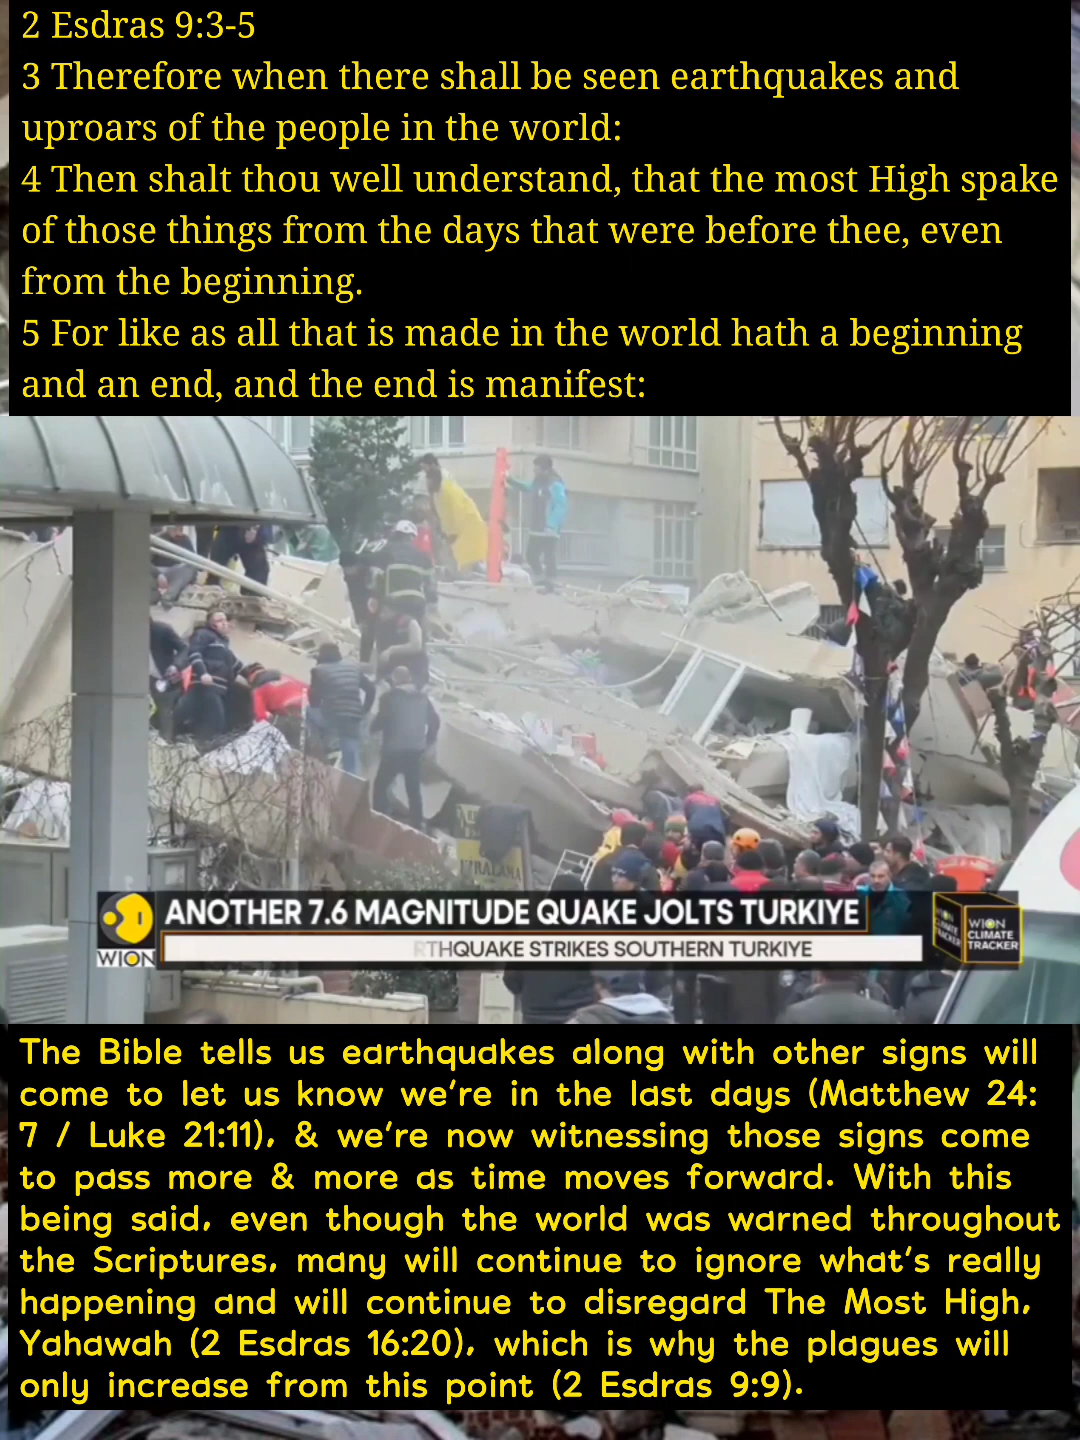 2 Esdras 9:3-5
3 Therefore when there shall be seen earthquakes and
uproars of the people in the world:
4 Then shalt thou well understand, that the most High spake
of those things from the days that were before thee, even
from the beginning.
5 For like as all that is made in the world hath a beginning
and an end, and the end is manifest:
ANOTHER 7.6 MAGNITUDE QUAKE JOLTS TURKIYE
RTHQUAKE STRIKES SOUTHERN TURKIYE
WION
WION
CLIMATE
TRACKER
The Bible tells us earthquakes along with other signs will
come to let us know we're in the last days (Matthew 24:
7 / Luke 21:11), & we're now witnessing those signs come
to pass more & more as time moves forward. With this
being said, even though the world was warned throughout
the Scriptures, many will continue to ignore what's really
happening and will continue to disregard The Most High,
Yahawah (2 Esdras 16:20), which is why the plagues will
only increase from this point (2 Esdras 9:9).